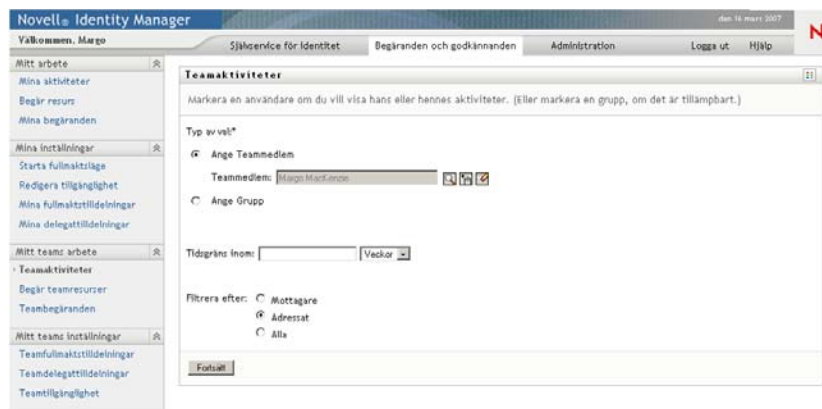 Novell® Identity Manager
den 16 mars 2007
Välkommen, Margo
Självservice för identitet
Begäranden och godkännanden
Administration
Logga ut
Hjälp
N
Mitt arbete
Mina aktiviteter
Begär resurs
Mina begäranden
Mina inställningar
Starta fullmaktsläge
Redigera tillgänglighet
Mina fullmaktstilldelningar
Mina delegattilldelningar
Mitt teams arbete
Teamaktiviteter
Begär teamresurser
Teambegäranden
Mitt teams inställningar
Teamfullmaktstilldelningar
Teamdelegattilldelningar
Teamtillgänglighet
Teamaktiviteter
Markera en användare om du vill visa hans eller hennes aktiviteter. (Eller markera en grupp, om det är tillämpbart.)
Typ av val:*
Ange Teammedlem
Teammedlem: Margo MacKenzie
Ange Grupp
Tidsgräns inom: Veckor
Filtrera efter: Mottagare
Adressat
Alla
Fortsätt